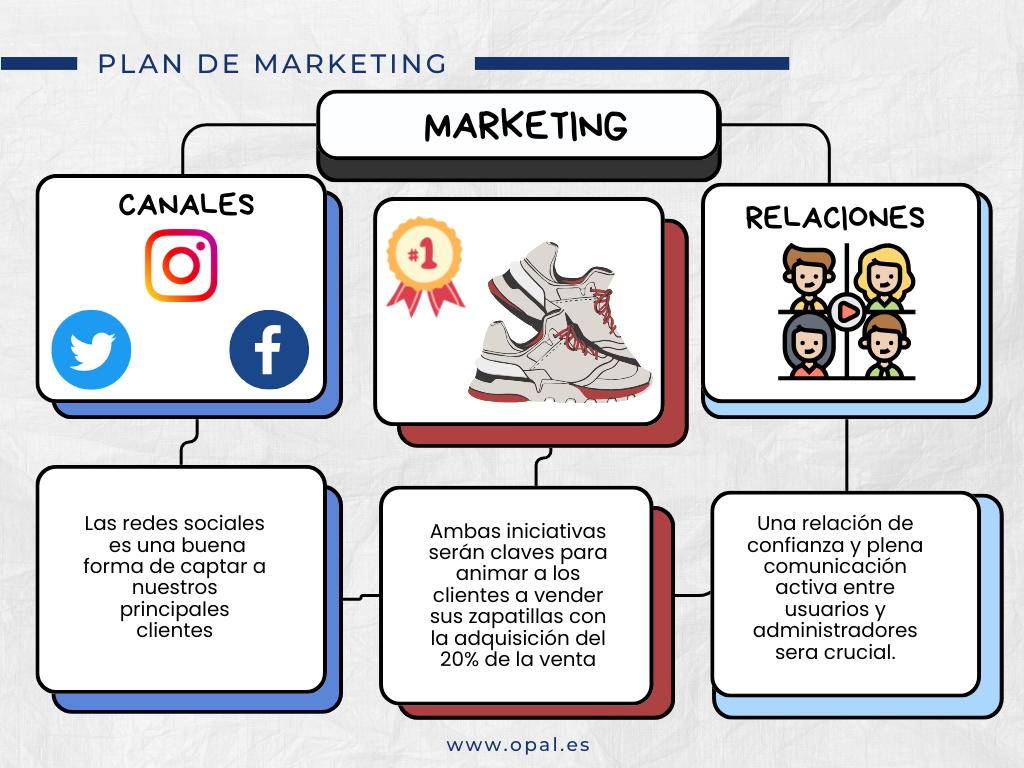 PLAN DE MARKETING
MARKETING
CANALES
#1
RELACIONES
Las redes sociales
es una buena
forma de captar a
nuestros
principales
clientes
Ambas iniciativas
serán claves para
animar a los
clientes a vender
sus zapatillas con
la adquisición del
20% de la venta
Una relación de
confianza y plena
comunicación
activa entre
usuarios y
administradores
sera crucial.
www.opal.es